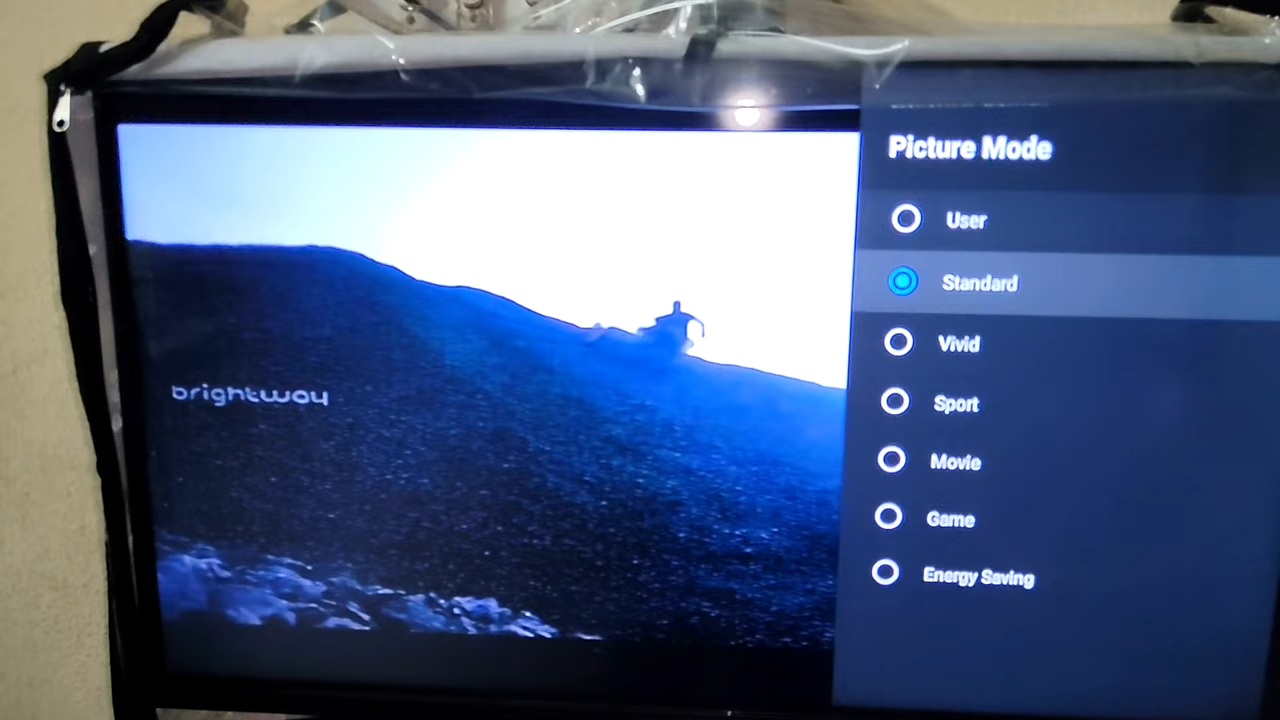 Picture Mode
User
Standard
Vivid
Sport
Movie
Game
Energy Saving
brightway